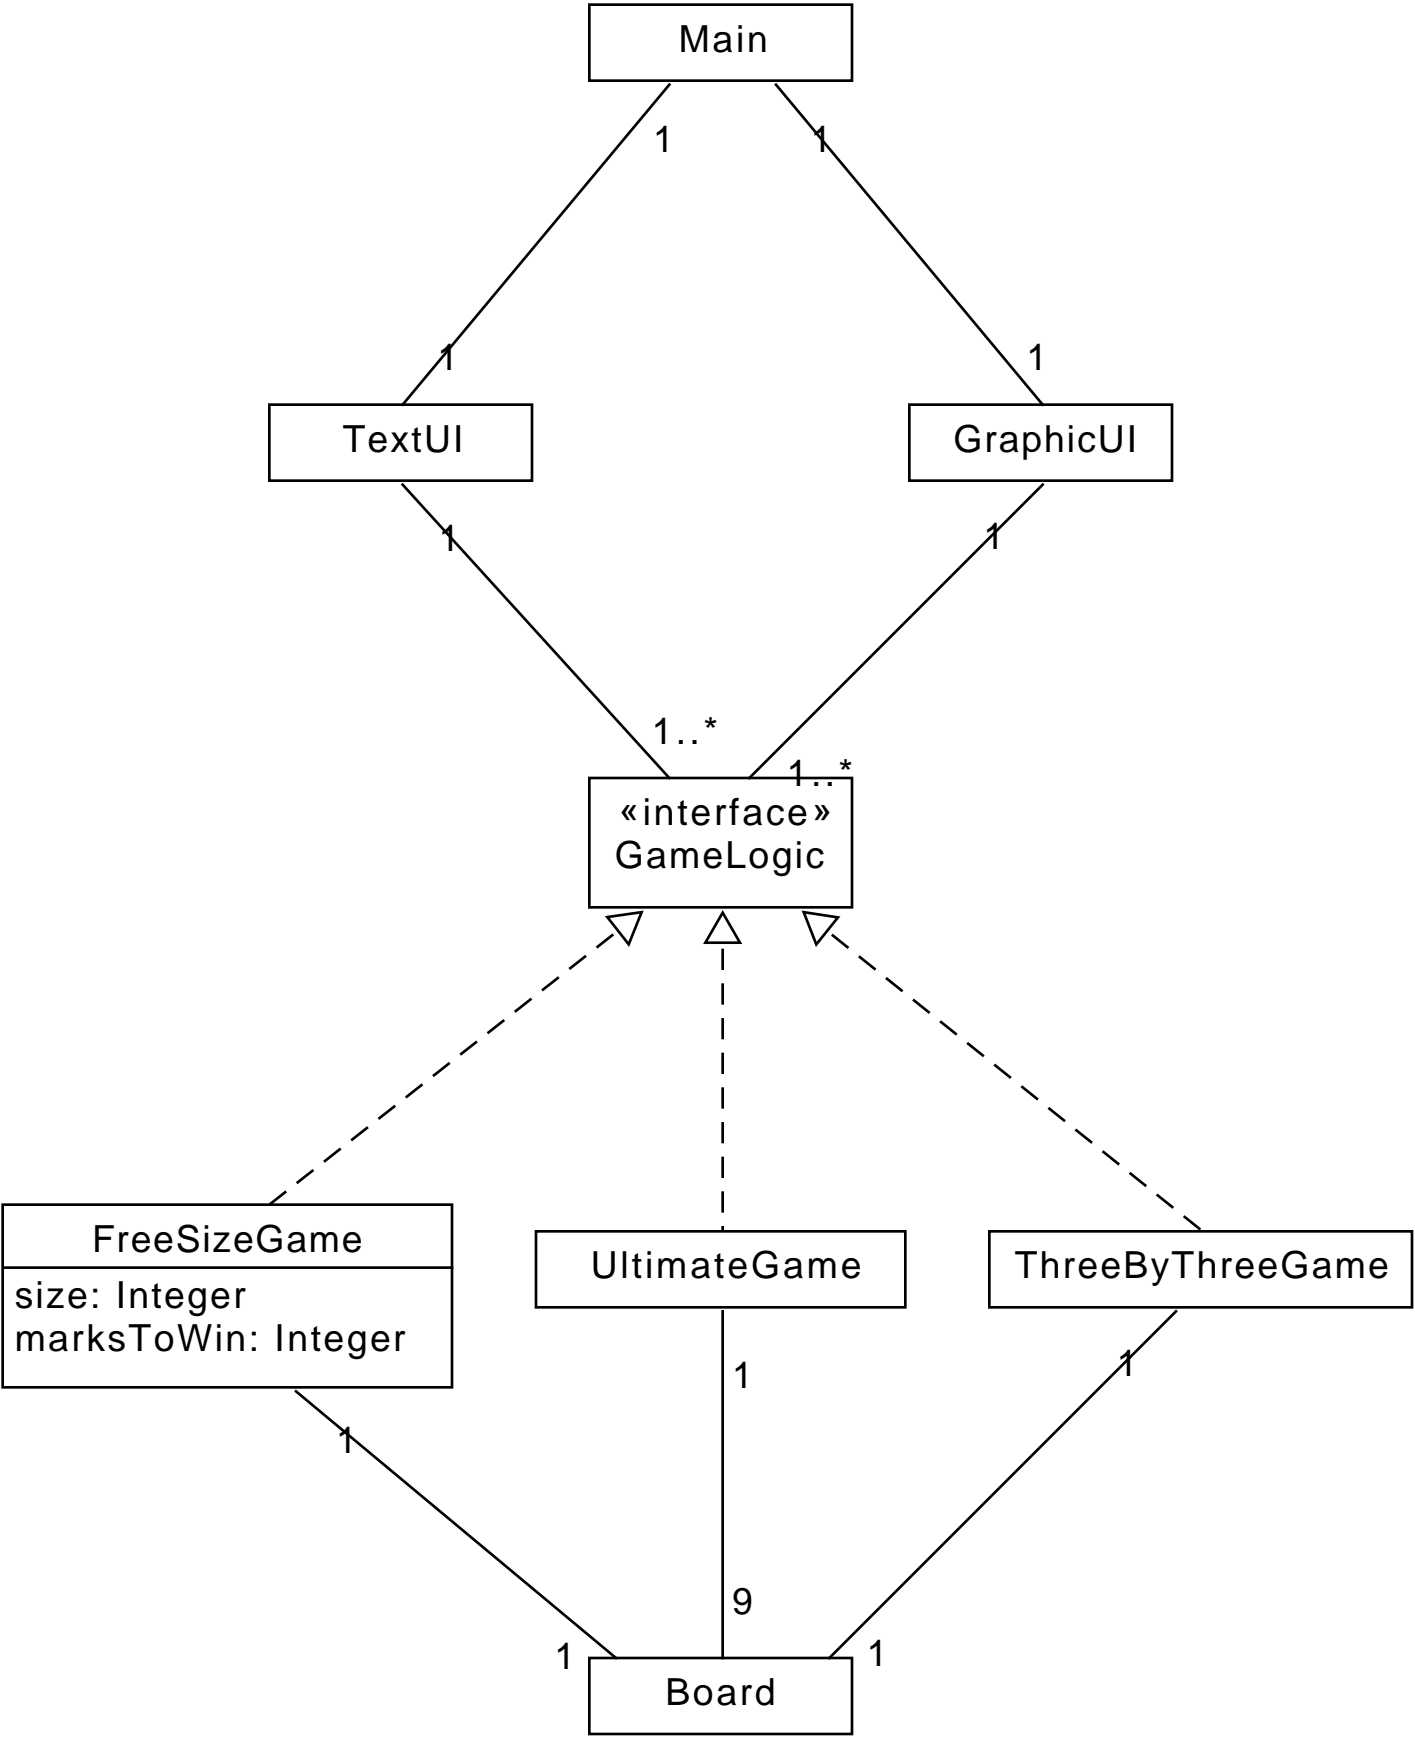 Main
1
1
1
1
TextUI
GraphicUI
1
1
1..*
1..*
«interface»
GameLogic
FreeSizeGame
size: Integer
marksToWin: Integer
UltimateGame
ThreeByThreeGame
1
1
1
9
1
1
Board